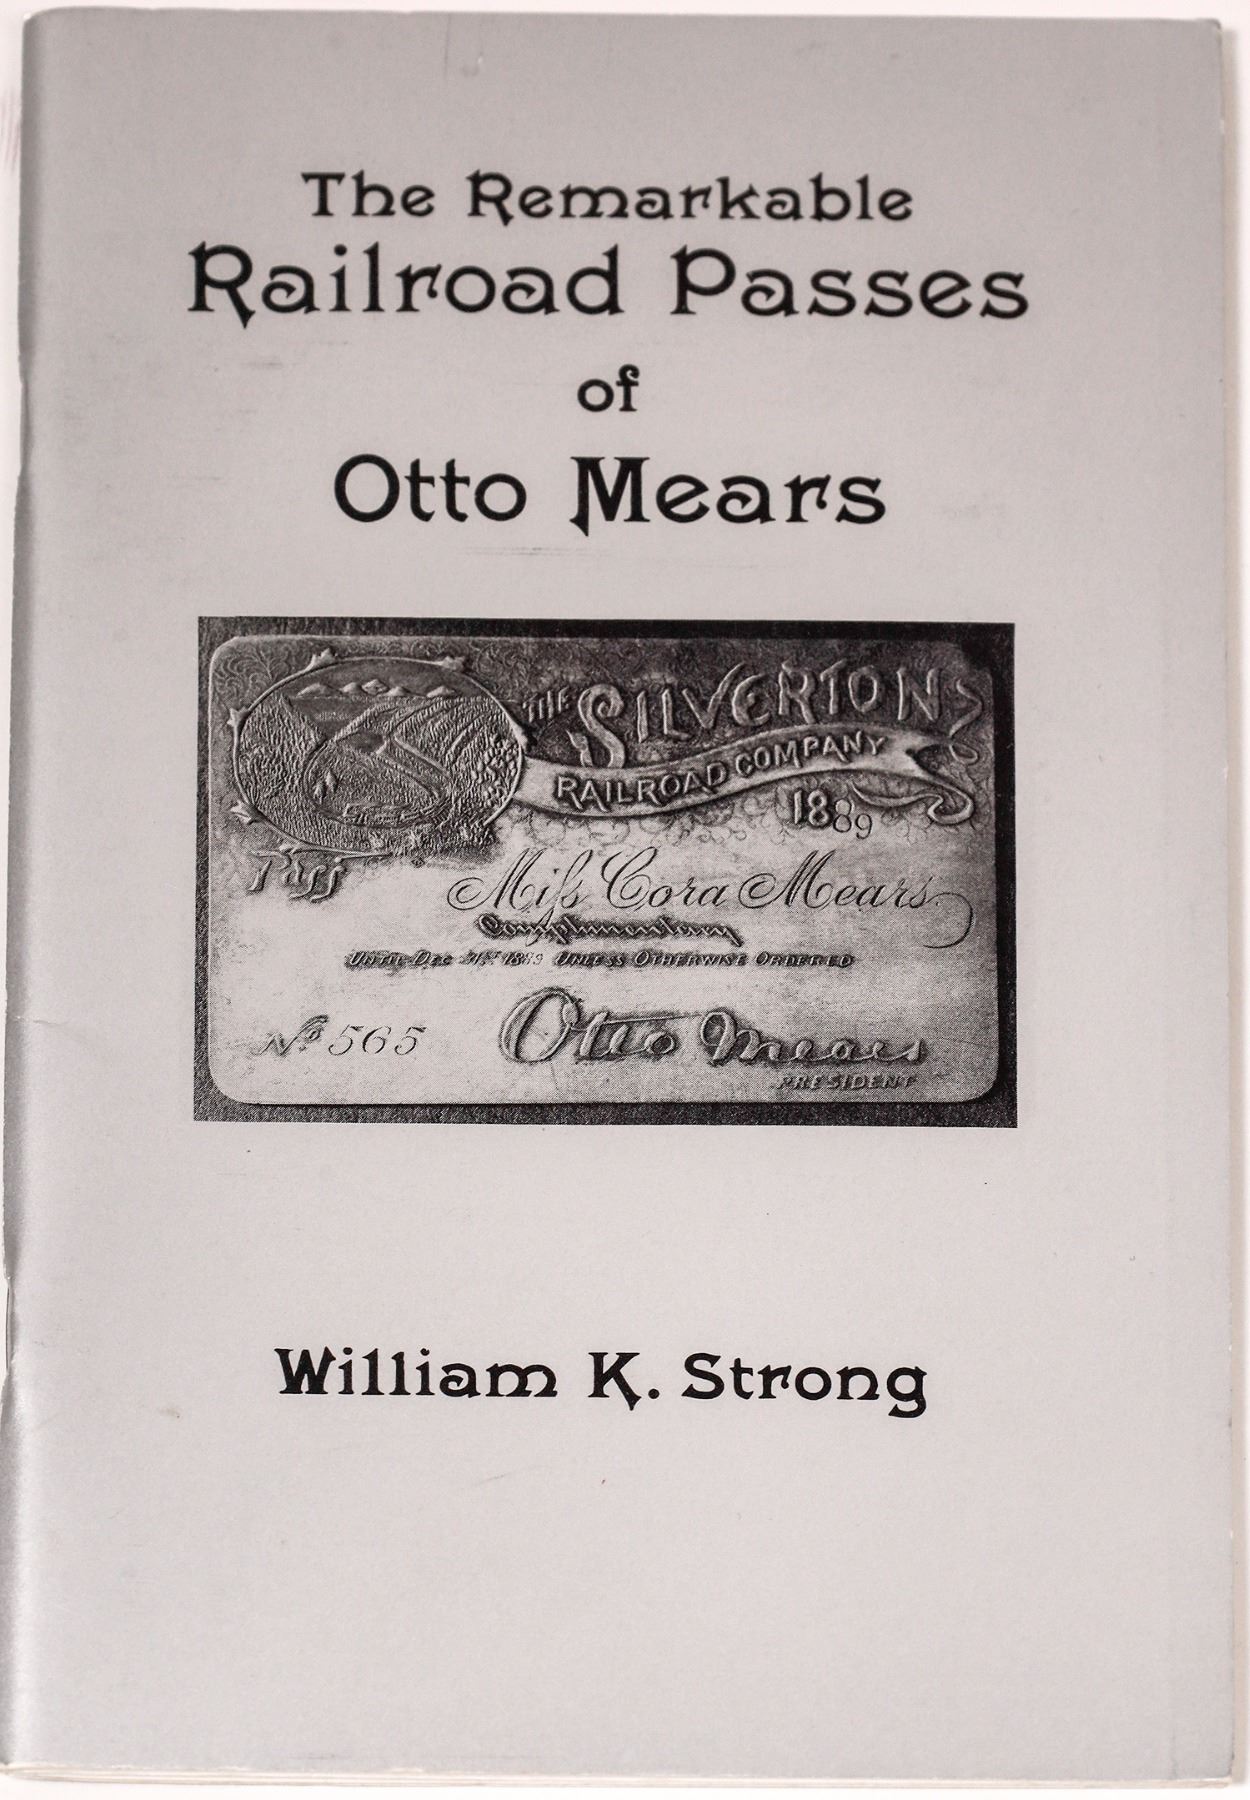 The Remarkable
Railroad Passes
of
Otto Mears
THE SILVERTON
RAILROAD COMPANY
1889
Pass
Miss Cora Mears
Complimentary
UNTIL DEC 31ST 1889 UNLESS OTHERWISE ORDERED
No 565
Otto Mears
PRESIDENT
William K. Strong